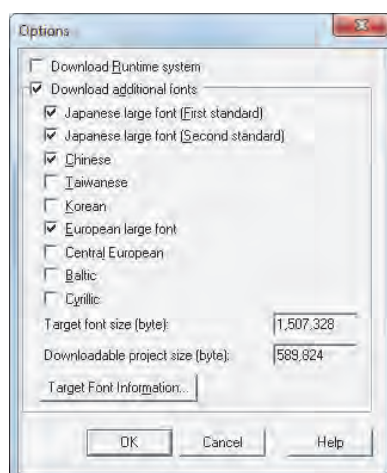 Options
Download Runtime system
Download additional fonts
Japanese large font (First standard)
Japanese large font (Second standard)
Chinese
Taiwanese
Korean
European large font
Central European
Baltic
Cyrillic
Target font size (byte): 1,507,328
Downloadable project size (byte): 589,824
Target Font Information...
OK Cancel Help